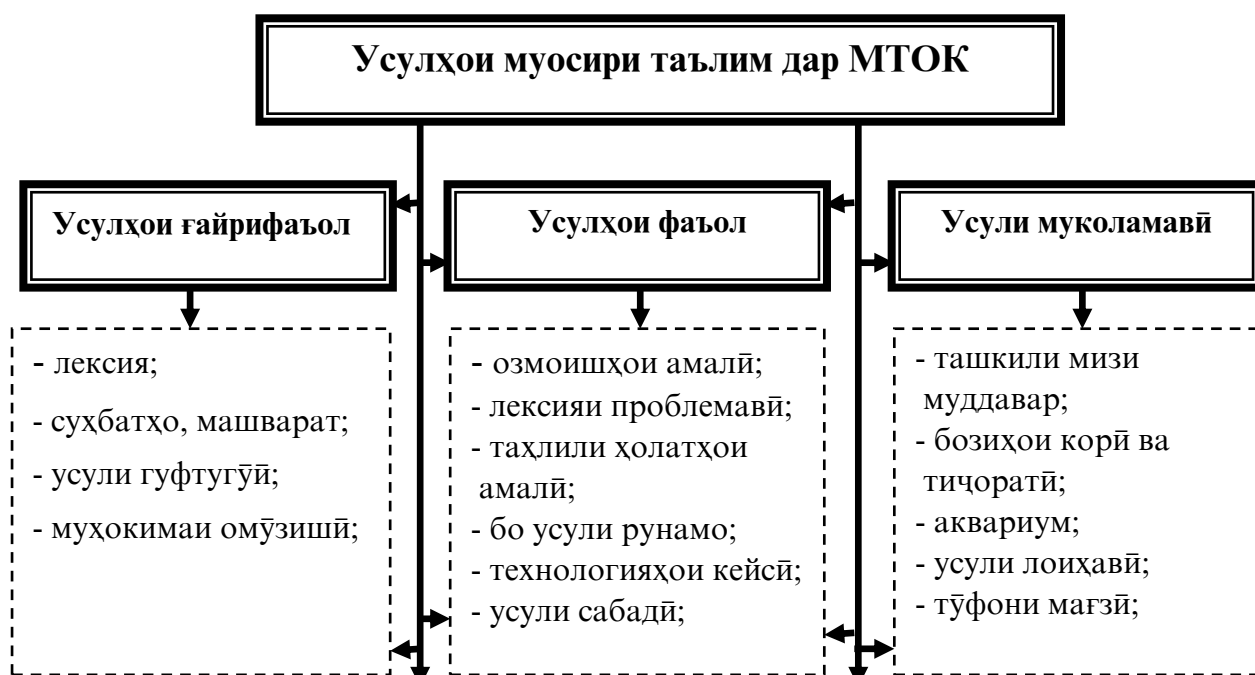 Усулҳои муосири таълим дар МТОК
Усулҳои ғайрифаъол
- лексия;
- суҳбатҳо, машварат;
- усули гуфтугӯӣ;
- муҳокимаи омӯзишӣ;
Усулҳои фаъол
- озмоишҳои амалӣ;
- лексияи проблемавӣ;
- таҳлили ҳолатҳои
амалӣ;
- бо усули рунамо;
- технологияҳои кейсӣ;
- усули сабадӣ;
Усули муколамавӣ
- ташкили мизи
муддавар;
- бозиҳои корӣ ва
тиҷоратӣ;
- аквариум;
- усули лоиҳавӣ;
- тӯфони мағзӣ;